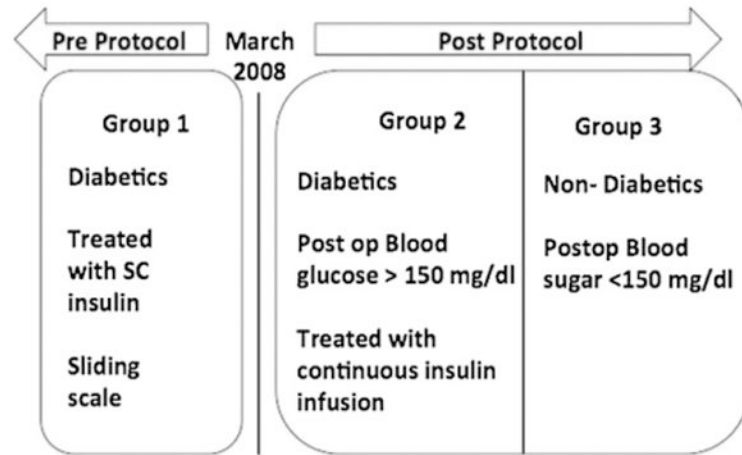 Pre Protocol
March
2008
Post Protocol
Group 1
Diabetics
Treated
with SC
insulin
Sliding
scale
Group 2
Diabetics
Post op Blood
glucose > 150 mg/dl
Treated with
continuous insulin
infusion
Group 3
Non- Diabetics
Postop Blood
sugar <150 mg/dl